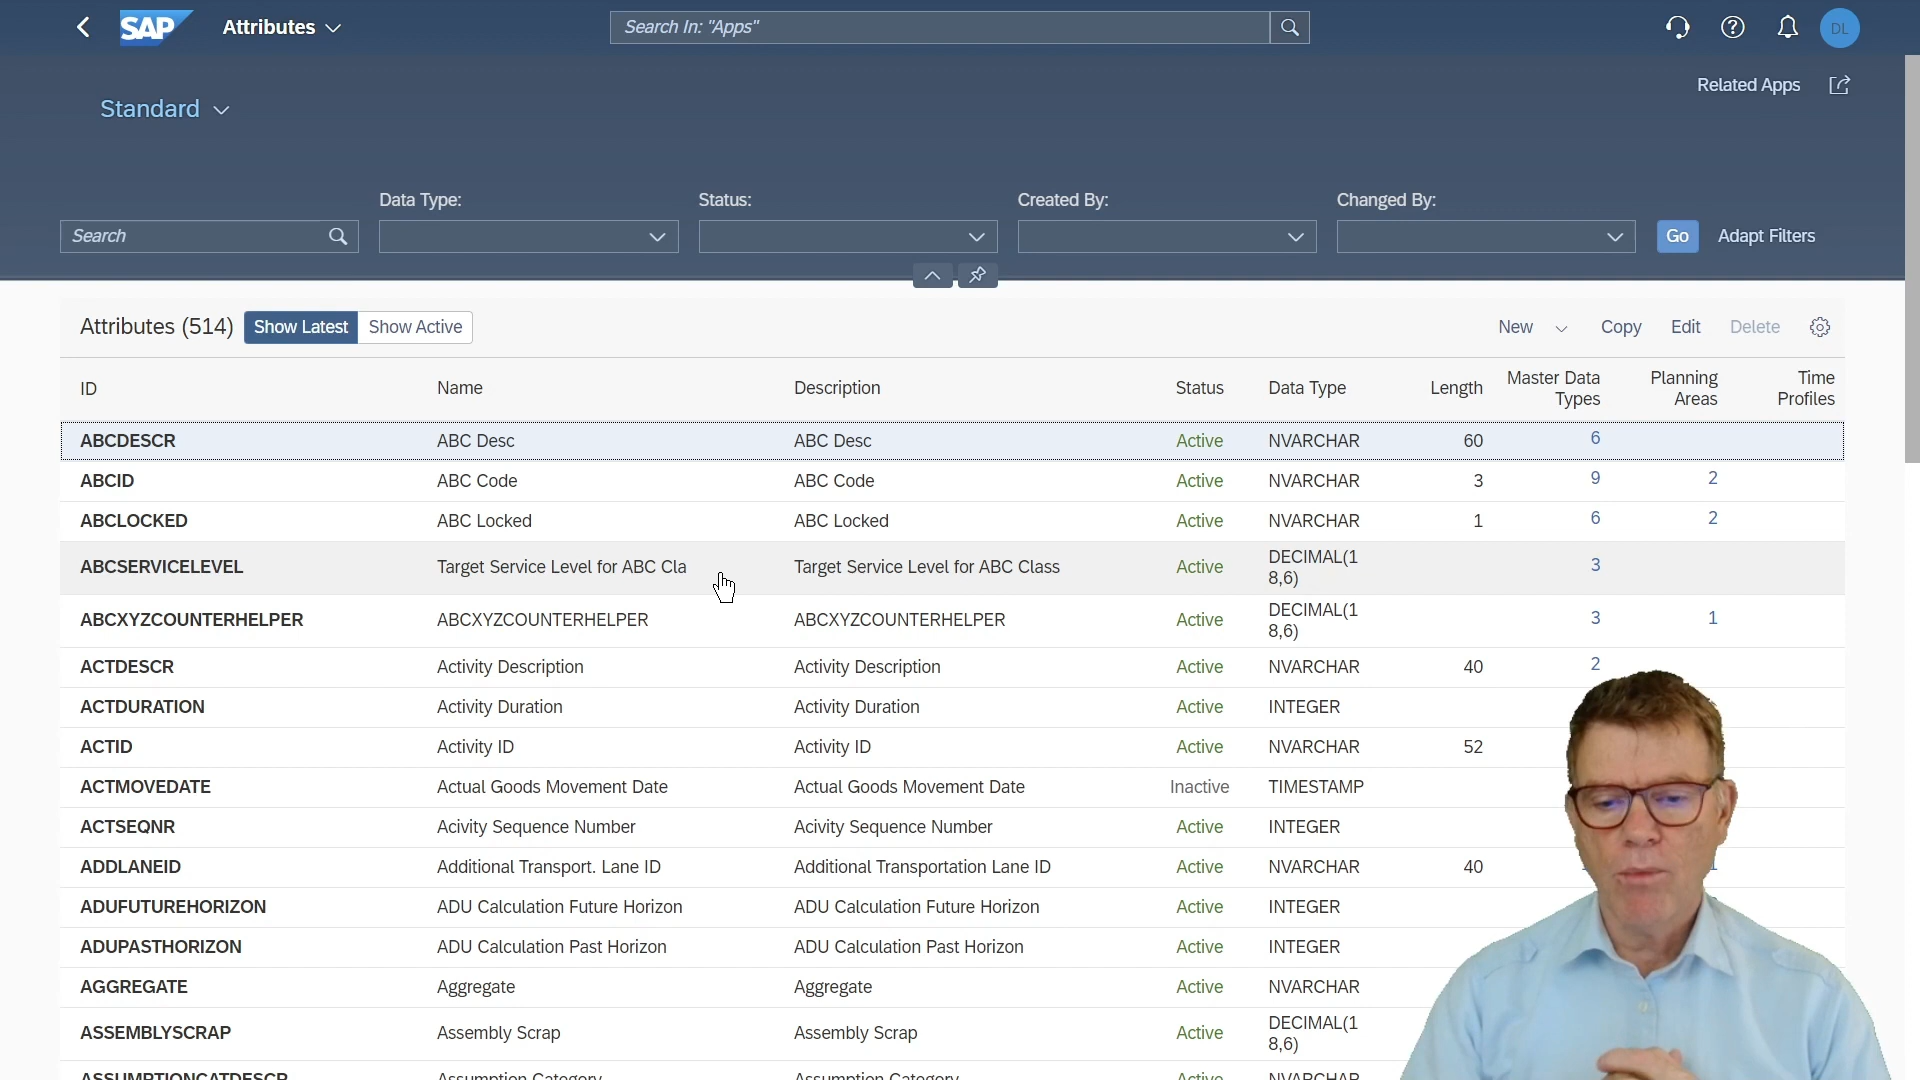 SAP Attributes
Search In: "Apps"
DL
Related Apps
Standard
Data Type: Status: Created By: Changed By:
Search Go Adapt Filters
Attributes (514) Show Latest Show Active New Copy Edit Delete
ID Name Description Status Data Type Length Master Data Types Planning Areas Time Profiles
ABCDESCR ABC Desc ABC Desc Active NVARCHAR 60 6
ABCID ABC Code ABC Code Active NVARCHAR 3 9 2
ABCLOCKED ABC Locked ABC Locked Active NVARCHAR 1 6 2
ABCSERVICELEVEL Target Service Level for ABC Cla Target Service Level for ABC Class Active DECIMAL(18,6) 3
ABCXYZCOUNTERHELPER ABCXYZCOUNTERHELPER ABCXYZCOUNTERHELPER Active DECIMAL(18,6) 3 1
ACTDESCR Activity Description Activity Description Active NVARCHAR 40 2
ACTDURATION Activity Duration Activity Duration Active INTEGER
ACTID Activity ID Activity ID Active NVARCHAR 52
ACTMOVEDATE Actual Goods Movement Date Actual Goods Movement Date Inactive TIMESTAMP
ACTSEQNR Acivity Sequence Number Acivity Sequence Number Active INTEGER
ADDLANEID Additional Transport. Lane ID Additional Transportation Lane ID Active NVARCHAR 40
ADUFUTUREHORIZON ADU Calculation Future Horizon ADU Calculation Future Horizon Active INTEGER
ADUPASTHORIZON ADU Calculation Past Horizon ADU Calculation Past Horizon Active INTEGER
AGGREGATE Aggregate Aggregate Active NVARCHAR
ASSEMBLYSCRAP Assembly Scrap Assembly Scrap Active DECIMAL(18,6)
ASSUMPTIONCATDESCR Assumption Category Assumption Category Active NVARCHAR